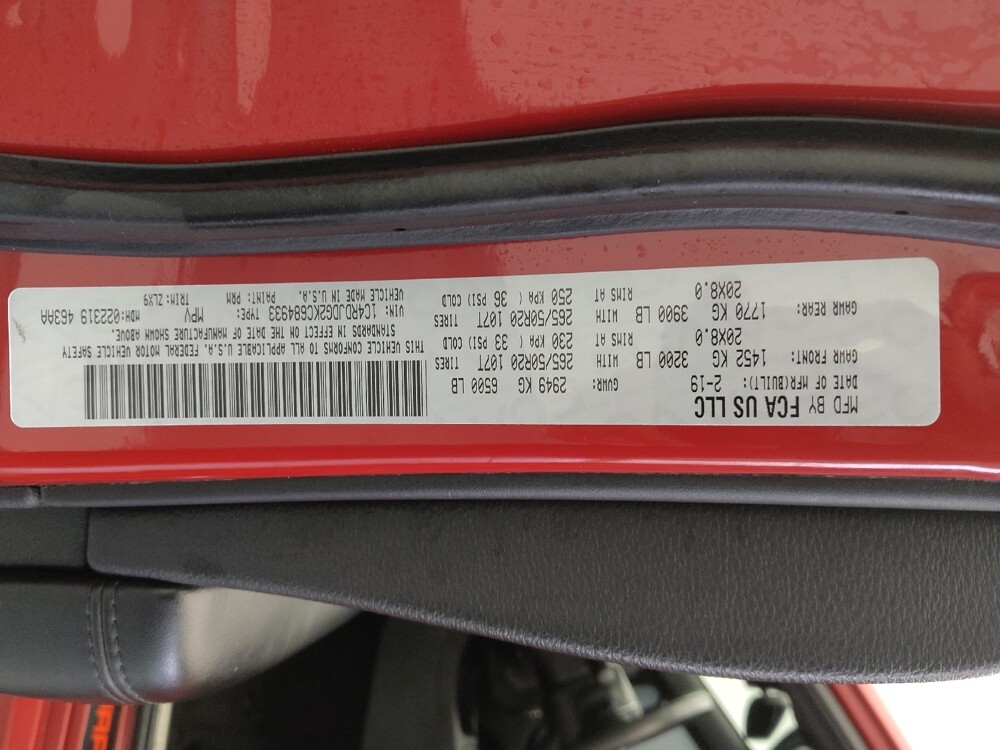 MFD BY FCA US LLC
DATE OF MFR(BUILT): 2-19 GVWR: 2949 KG 6500 LB
GAWR FRONT: 1452 KG 3200 LB WITH TIRES 265/50R20 107T
20X8.0 RIMS AT 230 KPA ( 33 PSI) COLD
GAWR REAR: 1770 KG 3900 LB WITH TIRES 265/50R20 107T
20X8.0 RIMS AT 250 KPA ( 36 PSI) COLD
THIS VEHICLE CONFORMS TO ALL APPLICABLE U.S.A. FEDERAL MOTOR VEHICLE SAFETY
STANDARDS IN EFFECT ON THE DATE OF MANUFACTURE SHOWN ABOVE.
VIN: 1C4RDJDG2KC684933 TYPE: MPV MDH:022319 463AA
VEHICLE MADE IN U.S.A. PAINT: PRM TRIM: ZLX9